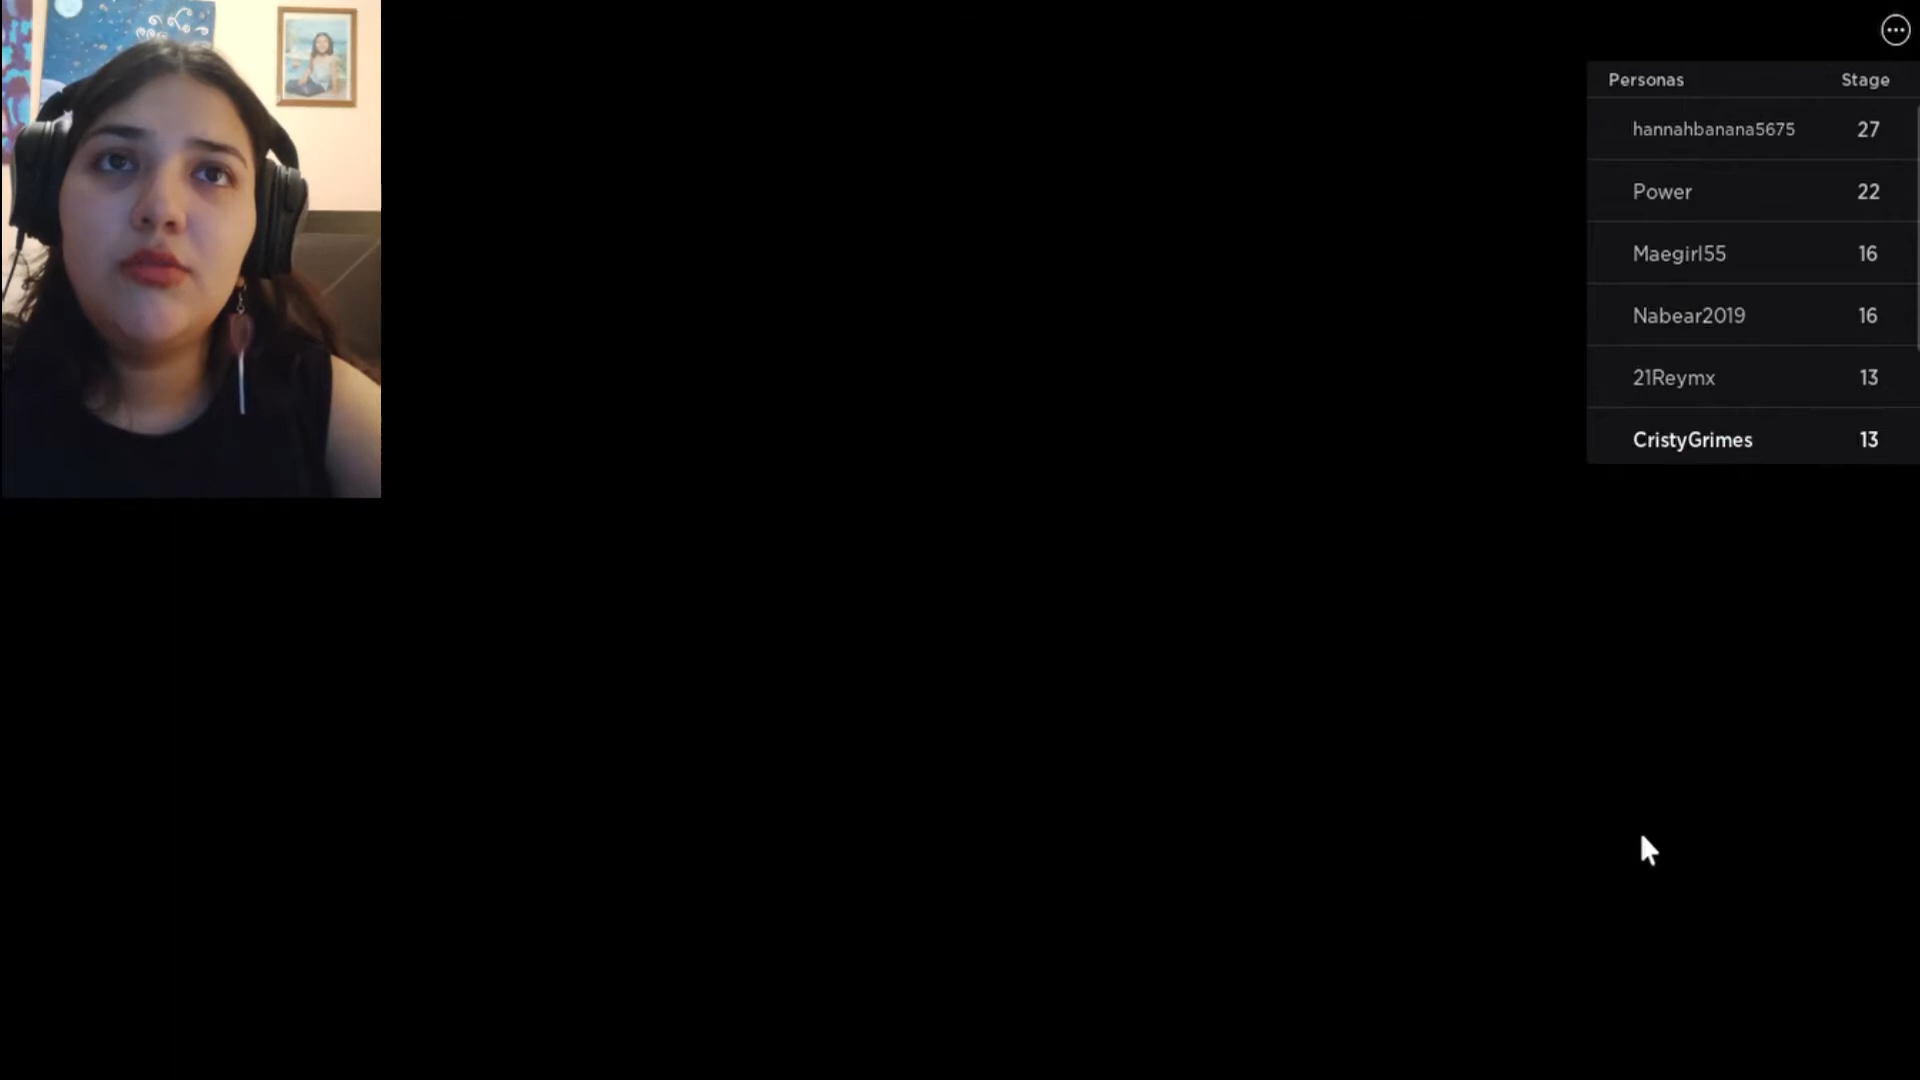 Personas Stage
hannahbanana5675 27
Power 22
Maegirl55 16
Nabear2019 16
21Reymx 13
CristyGrimes 13